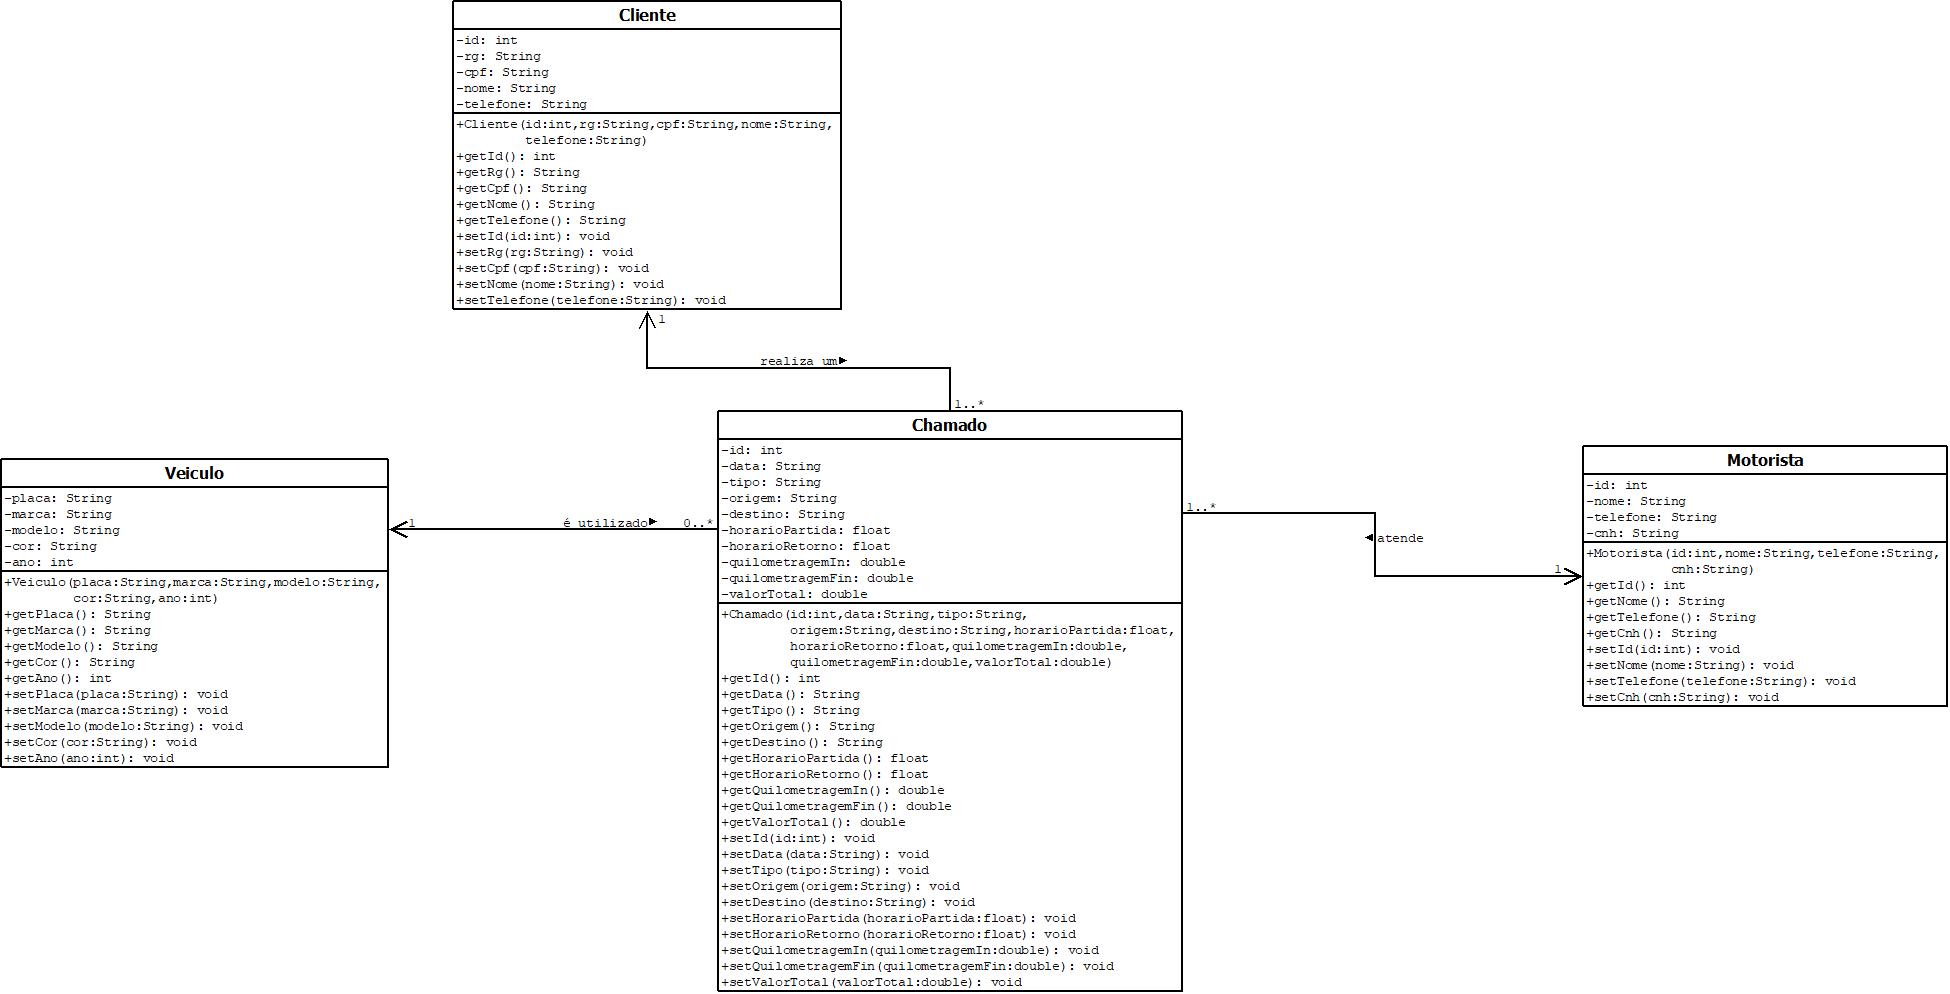 Cliente
-id: int
-rg: String
-cpf: String
-nome: String
-telefone: String
+Cliente(id:int,rg:String,cpf:String,nome:String,
telefone:String)
+getId(): int
+getRg(): String
+getCpf(): String
+getNome(): String
+getTelefone(): String
+setId(id:int): void
+setRg(rg:String): void
+setCpf(cpf:String): void
+setNome(nome:String): void
+setTelefone(telefone:String): void
1
realiza um
1..*
Veiculo
-placa: String
-marca: String
-modelo: String
-cor: String
-ano: int
+Veiculo(placa:String,marca:String,modelo:String,
cor:String,ano:int)
+getPlaca(): String
+getMarca(): String
+getModelo(): String
+getCor(): String
+getAno(): int
+setPlaca(placa:String): void
+setMarca(marca:String): void
+setModelo(modelo:String): void
+setCor(cor:String): void
+setAno(ano:int): void
1
é utilizado
0..*
Chamado
-id: int
-data: String
-tipo: String
-origem: String
-destino: String
-horarioPartida: float
-horarioRetorno: float
-quilometragemIn: double
-quilometragemFin: double
-valorTotal: double
+Chamado(id:int,data:String,tipo:String,
origem:String,destino:String,horarioPartida:float,
horarioRetorno:float,quilometragemIn:double,
quilometragemFin:double,valorTotal:double)
+getId(): int
+getData(): String
+getTipo(): String
+getOrigem(): String
+getDestino(): String
+getHorarioPartida(): float
+getHorarioRetorno(): float
+getQuilometragemIn(): double
+getQuilometragemFin(): double
+getValorTotal(): double
+setId(id:int): void
+setData(data:String): void
+setTipo(tipo:String): void
+setOrigem(origem:String): void
+setDestino(destino:String): void
+setHorarioPartida(horarioPartida:float): void
+setHorarioRetorno(horarioRetorno:float): void
+setQuilometragemIn(quilometragemIn:double): void
+setQuilometragemFin(quilometragemFin:double): void
+setValorTotal(valorTotal:double): void
1..*
atende
1
Motorista
-id: int
-nome: String
-telefone: String
-cnh: String
+Motorista(id:int,nome:String,telefone:String,
cnh:String)
+getId(): int
+getNome(): String
+getTelefone(): String
+getCnh(): String
+setId(id:int): void
+setNome(nome:String): void
+setTelefone(telefone:String): void
+setCnh(cnh:String): void